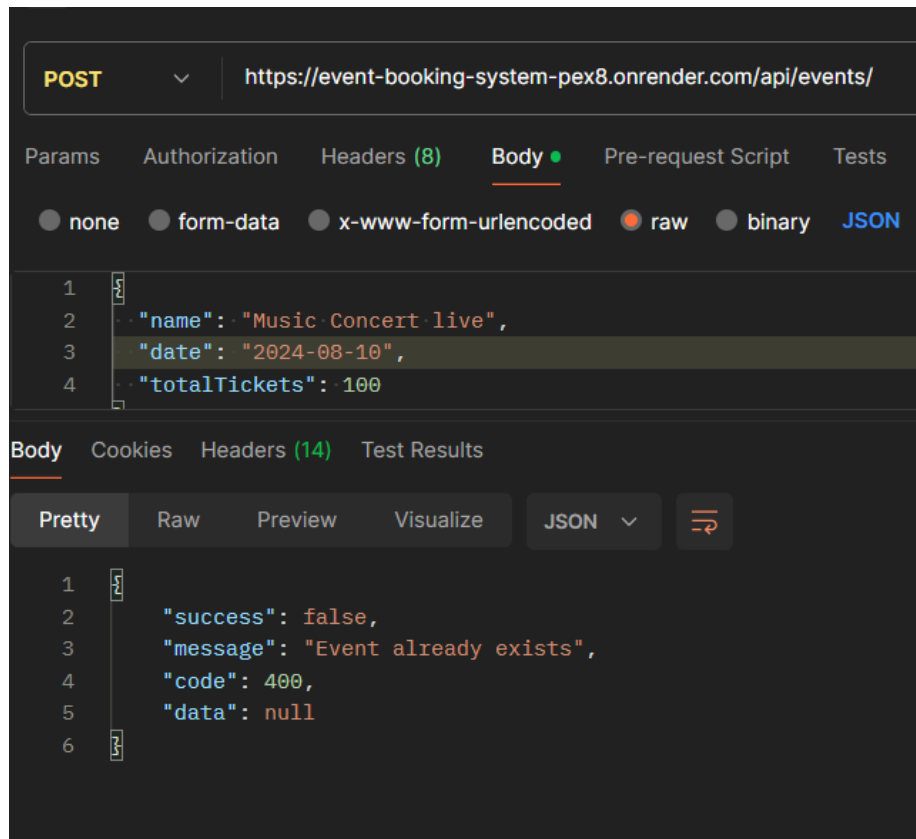 POST https://event-booking-system-pex8.onrender.com/api/events/
Params Authorization Headers (8) Body Pre-request Script Tests
none form-data x-www-form-urlencoded raw binary JSON
1 {
2 "name": "Music Concert live",
3 "date": "2024-08-10",
4 "totalTickets": 100
Body Cookies Headers (14) Test Results
Pretty Raw Preview Visualize JSON
1 {
2 "success": false,
3 "message": "Event already exists",
4 "code": 400,
5 "data": null
6 }